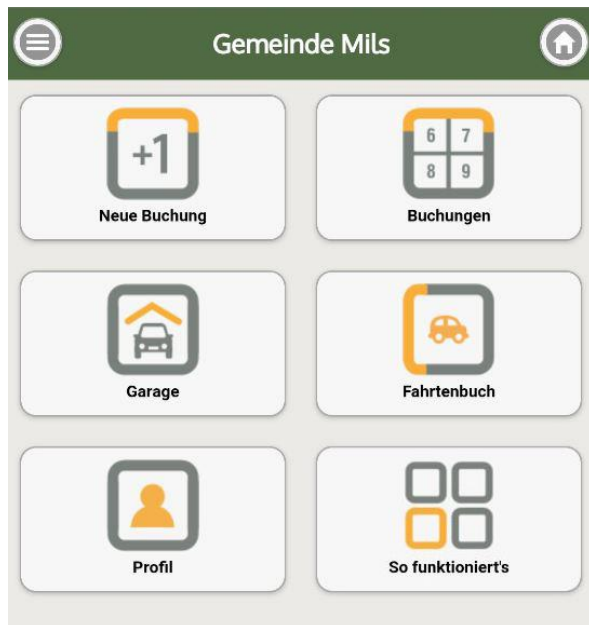 Gemeinde Mils
+1
Neue Buchung
6 7
8 9
Buchungen
Garage
Fahrtenbuch
Profil
So funktioniert's